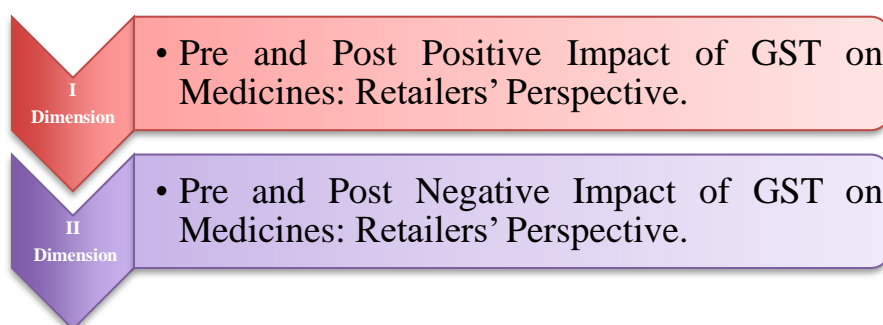 I
Dimension
• Pre and Post Positive Impact of GST on
Medicines: Retailers' Perspective.
II
Dimension
• Pre and Post Negative Impact of GST on
Medicines: Retailers' Perspective.